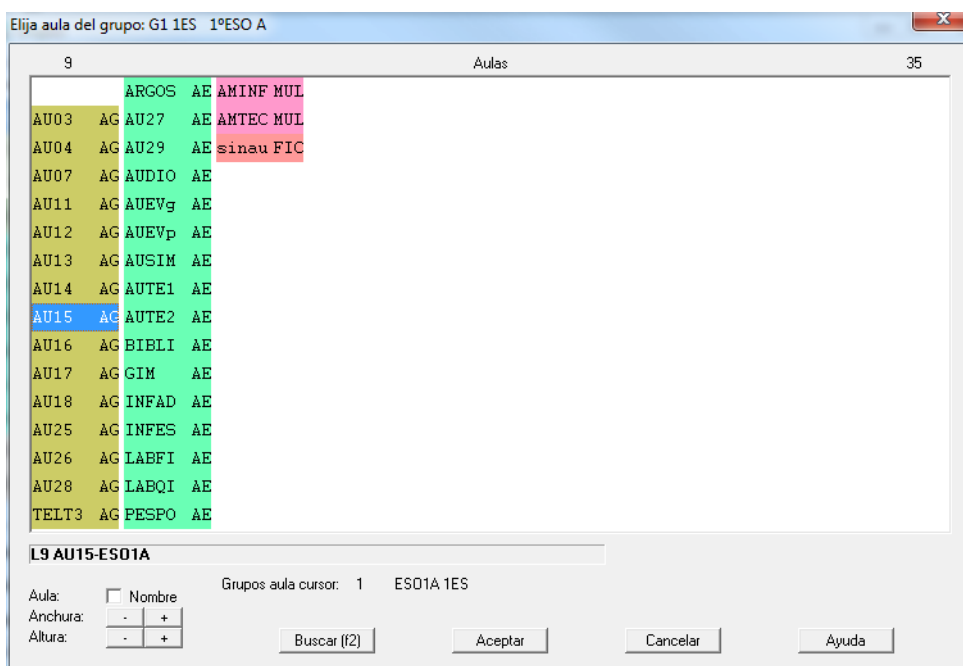 Elija aula del grupo: G1 1ES 1ºESO A
X
9 Aulas 35
ARGOS AE AMINF MUL
AU03 AG AU27 AE AMTEC MUL
AU04 AG AU29 AE sinau FIC
AU07 AG AUDIO AE
AU11 AG AUEVg AE
AU12 AG AUEVp AE
AU13 AG AUSIM AE
AU14 AG AUTE1 AE
AU15 AG AUTE2 AE
AU16 AG BIBLI AE
AU17 AG GIM AE
AU18 AG INFAD AE
AU25 AG INFES AE
AU26 AG LABFI AE
AU28 AG LABQI AE
TELT3 AG PESPO AE
L9 AU15-ESO1A
Aula: Nombre Grupos aula cursor: 1 ESO1A 1ES
Anchura: - +
Altura: - + Buscar (f2) Aceptar Cancelar Ayuda